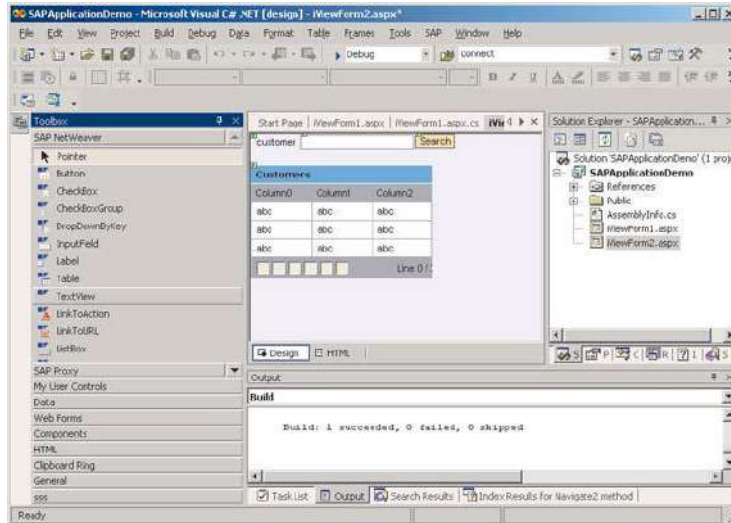 SAPApplicationDemo - Microsoft Visual C# .NET [design] - iViewForm2.aspx*
File Edit View Project Build Debug Data Format Table Frames Tools SAP Window Help
Debug connect
B I U
Toolbox
SAP NetWeaver
Pointer
Button
CheckBox
CheckBoxGroup
DropDownByKey
InputField
Label
Table
TextView
LinkToAction
LinkToURL
ListBox
SAP Proxy
My User Controls
Data
Web Forms
Components
HTML
Clipboard Ring
General
sss
Start Page iViewForm1.aspx iViewForm1.aspx.cs iVie
customer Search
Customers
Column0 Column1 Column2
abc abc abc
abc abc abc
abc abc abc
Line 0 /
Design HTML
Solution Explorer - SAPApplication...
Solution 'SAPApplicationDemo' (1 proj
SAPApplicationDemo
References
Public
AssemblyInfo.cs
iViewForm1.aspx
iViewForm2.aspx
S P C R I S
Output
Build
Build: 1 succeeded, 0 failed, 0 skipped
Task List Output Search Results Index Results for Navigate2 method
Ready